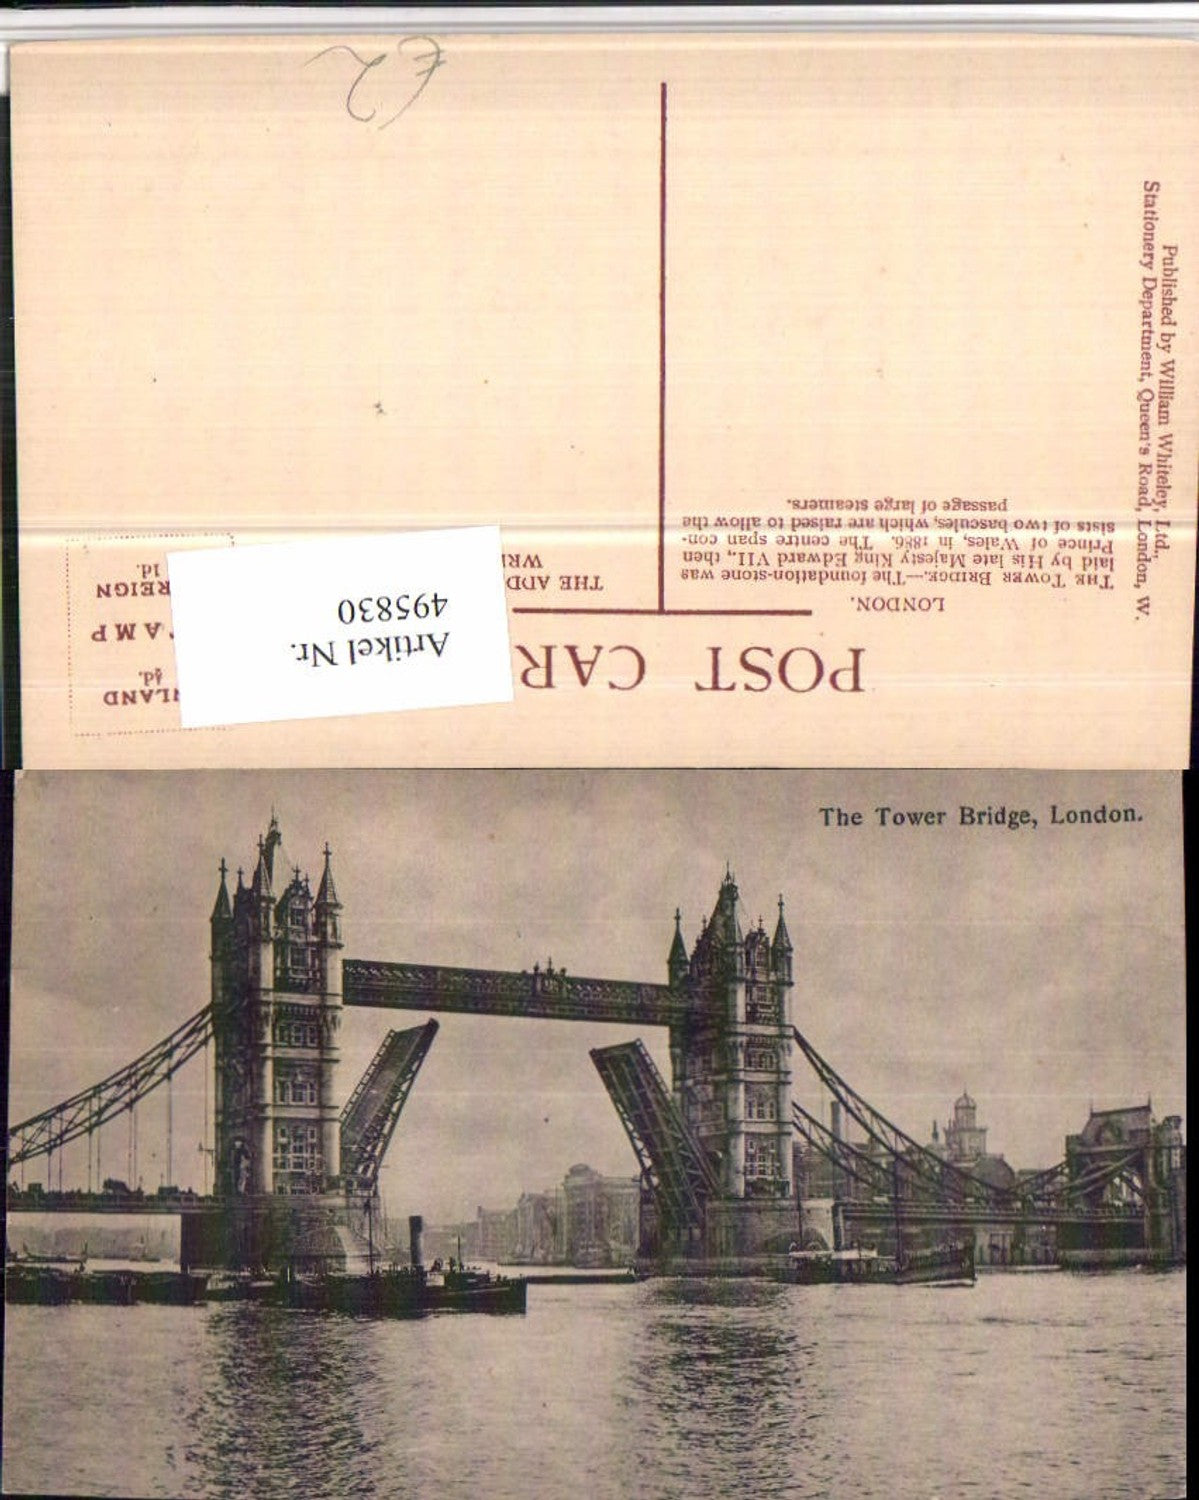 POST CAR
LONDON.
THE TOWER BRIDGE.—The foundation-stone was
laid by His late Majesty King Edward VII., then
Prince of Wales, in 1886. The centre span con-
sists of two bascules, which are raised to allow the
passage of large steamers.
THE ADD
WRI
NLAND
½d.
AMP
REIGN
1d.
Artikel Nr.
495830
Published by William Whiteley, Ltd.,
Stationery Department, Queen's Road, London, W.
£2
The Tower Bridge, London.